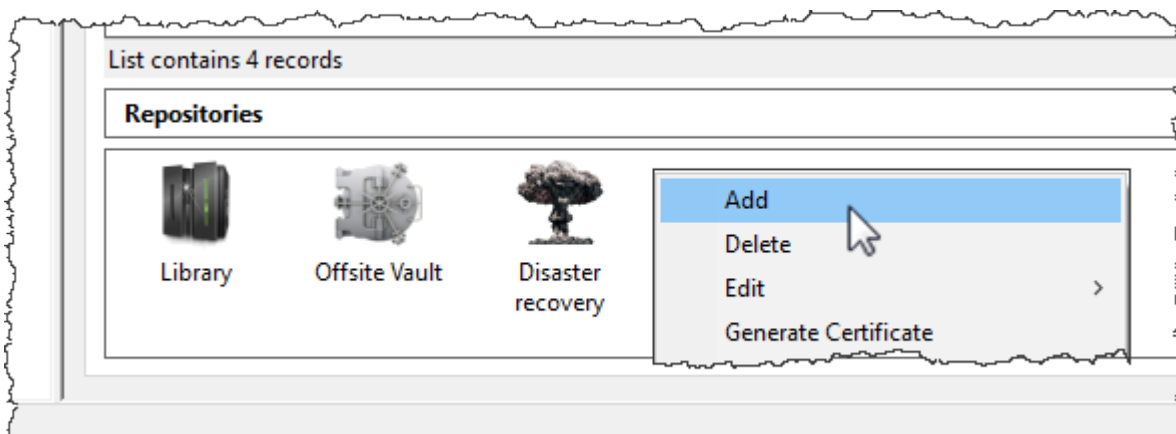 List contains 4 records
Repositories
Library
Offsite Vault
Disaster
recovery
Add
Delete
Edit
Generate Certificate